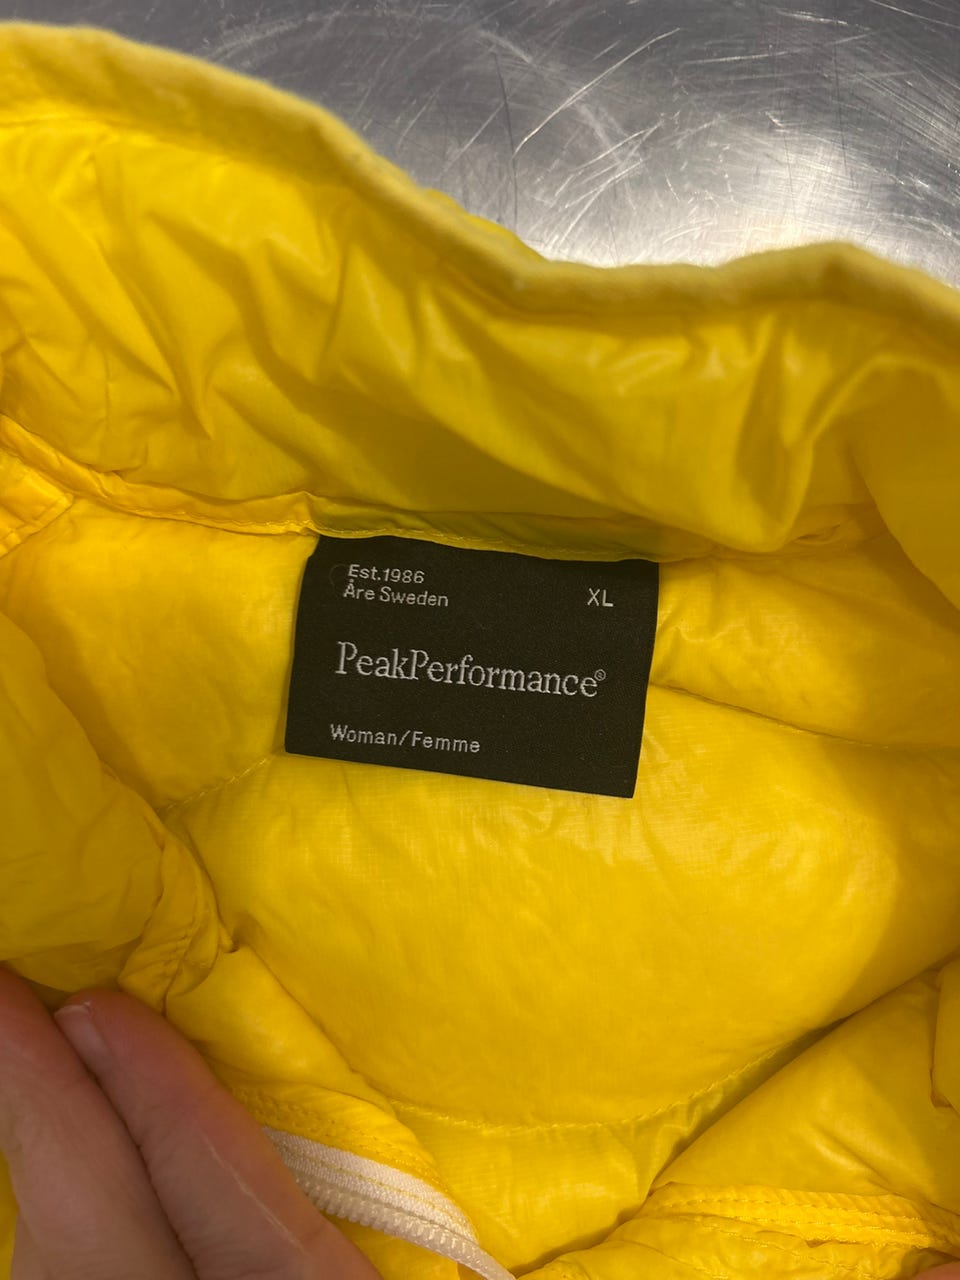 Est.1986
Åre Sweden
XL
PeakPerformance®
Woman/Femme